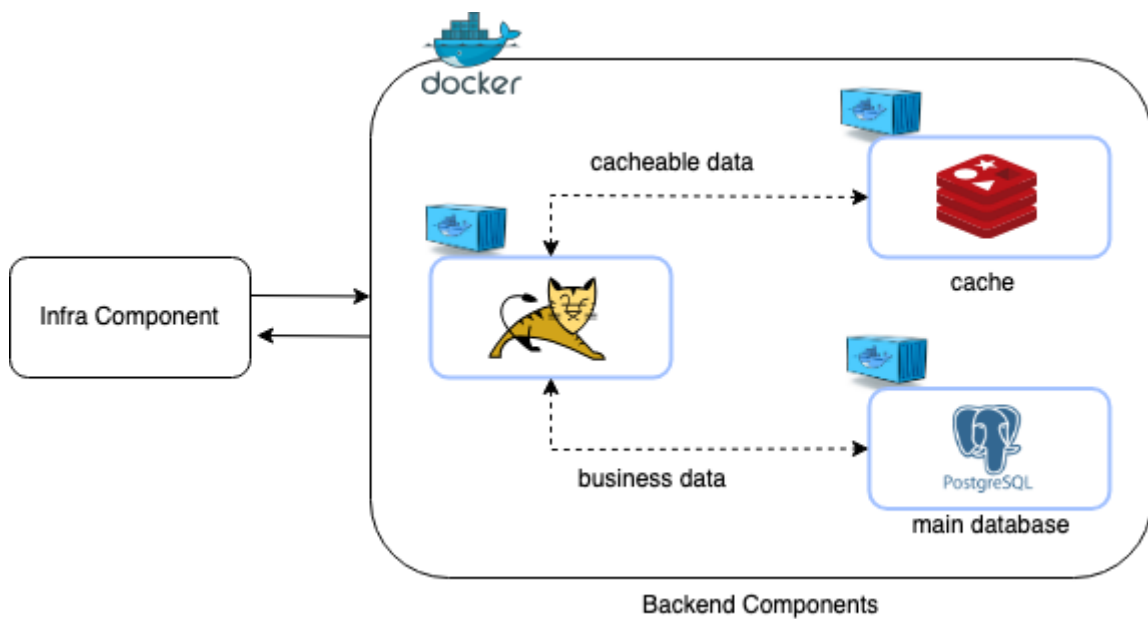 docker
cacheable data
cache
Infra Component
business data
PostgreSQL
main database
Backend Components